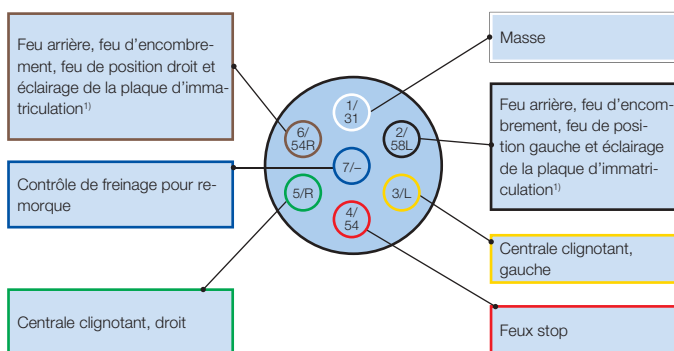 Feu arrière, feu d'encombre-
ment, feu de position droit et
éclairage de la plaque d'imma-
triculation1)
Contrôle de freinage pour re-
morque
Centrale clignotant, droit
1/
31
6/
54R
2/
58L
7/–
5/R
3/L
4/
54
Masse
Feu arrière, feu d'encom-
brement, feu de posi-
tion gauche et éclairage
de la plaque d'immatri-
culation1)
Centrale clignotant,
gauche
Feux stop